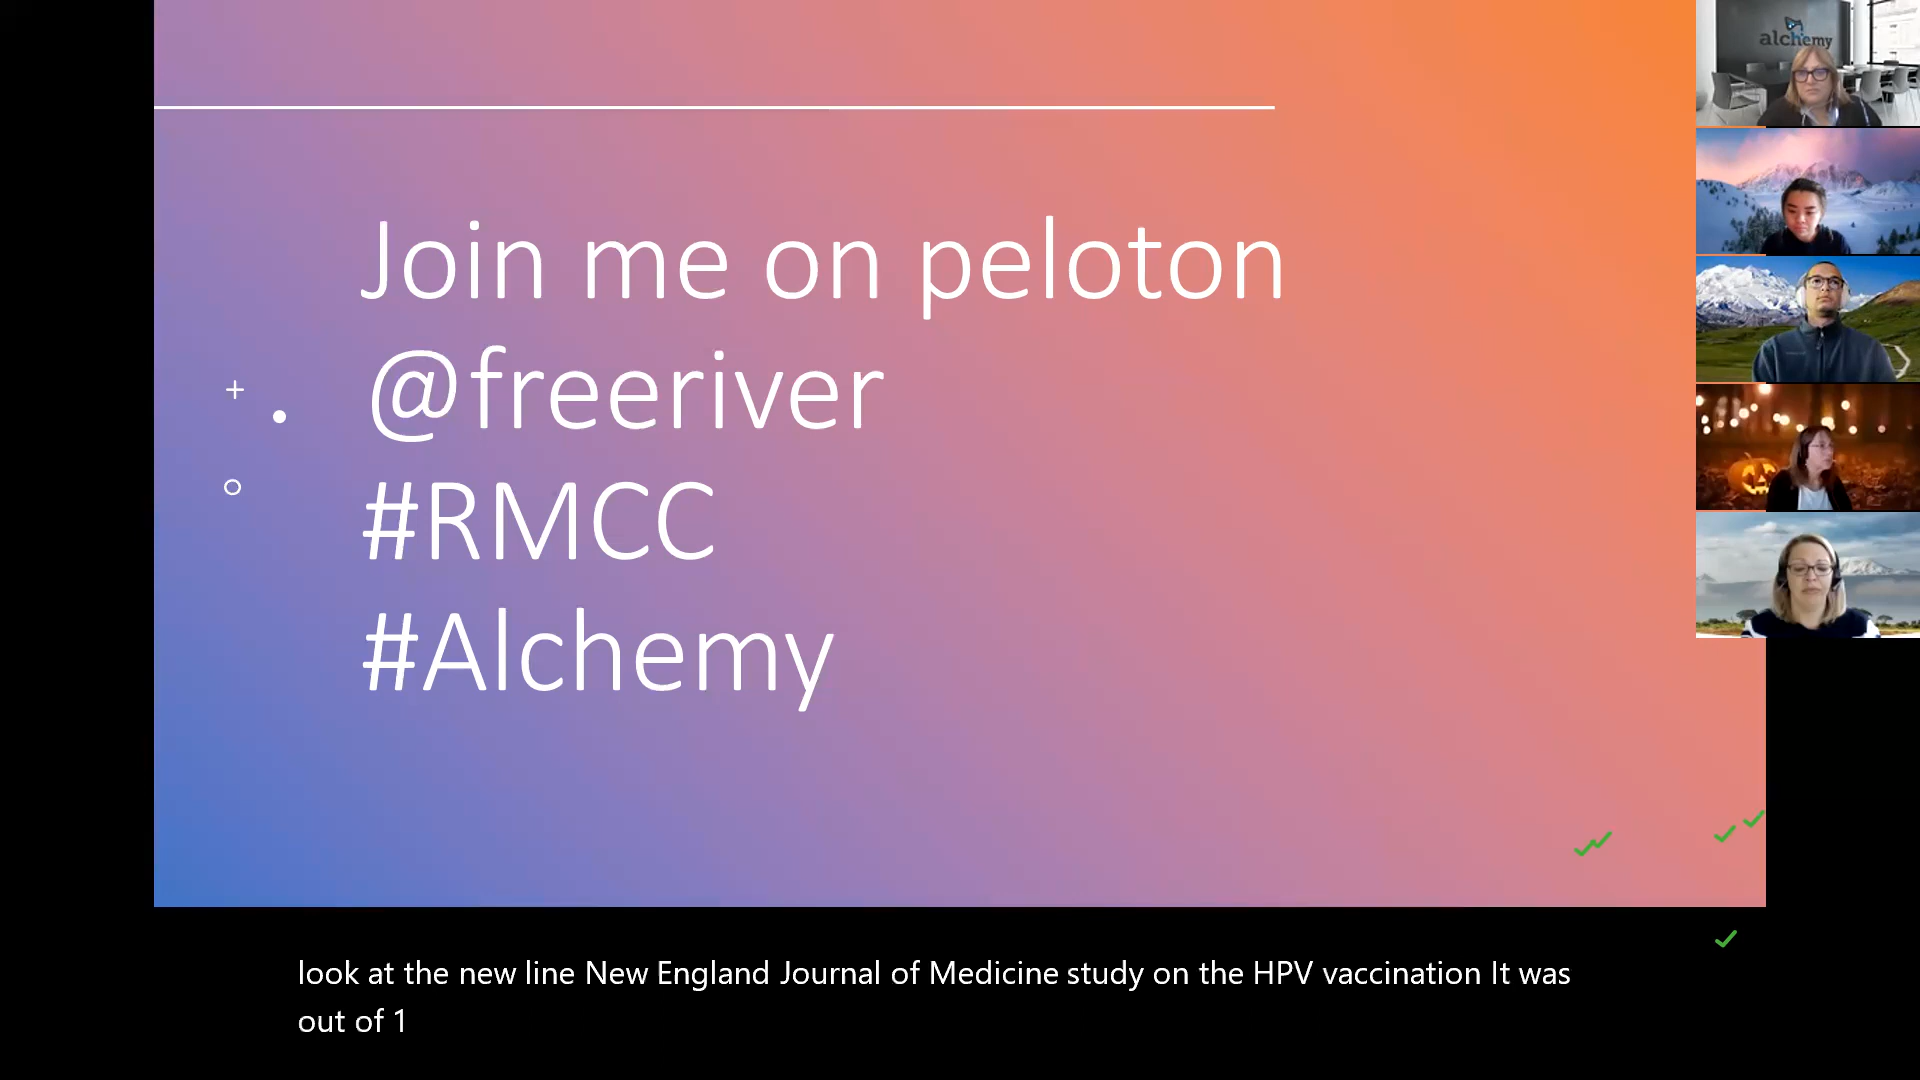 alchemy
Join me on peloton
@freeriver
#RMCC
#Alchemy
look at the new line New England Journal of Medicine study on the HPV vaccination It was
out of 1